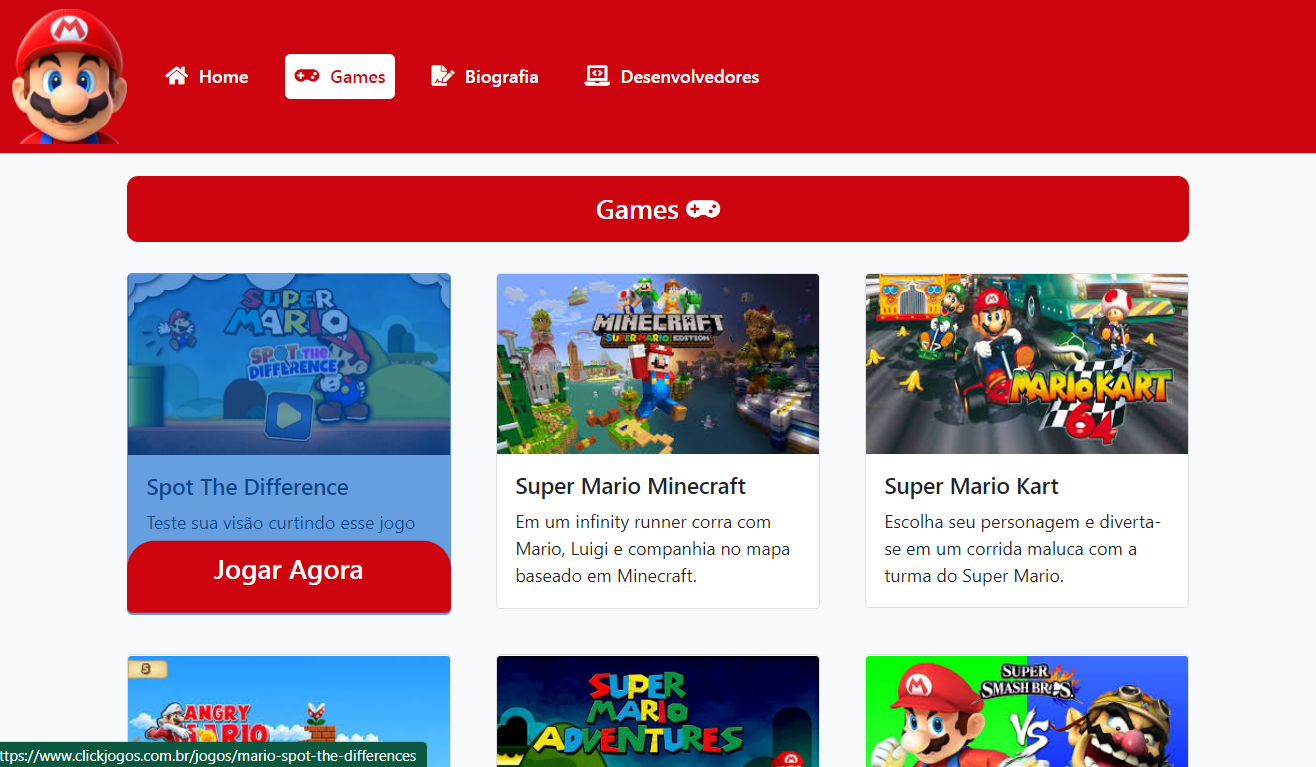 Home
Games
Biografia
Desenvolvedores
Games
SUPER
MARIO
SPOT THE
DIFFERENCE
MINECRAFT
SUPER MARIO EDITION
MARIO KART
64
Spot The Difference
Teste sua visão curtindo esse jogo
Jogar Agora
Super Mario Minecraft
Em um infinity runner corra com
Mario, Luigi e companhia no mapa
baseado em Minecraft.
Super Mario Kart
Escolha seu personagem e diverta-
se em um corrida maluca com a
turma do Super Mario.
5
ANGRY
MARIO
SUPER
MARIO
ADVENTURES
SUPER
SMASH BROS.
VS
ttps://www.clickjogos.com.br/jogos/mario-spot-the-differences